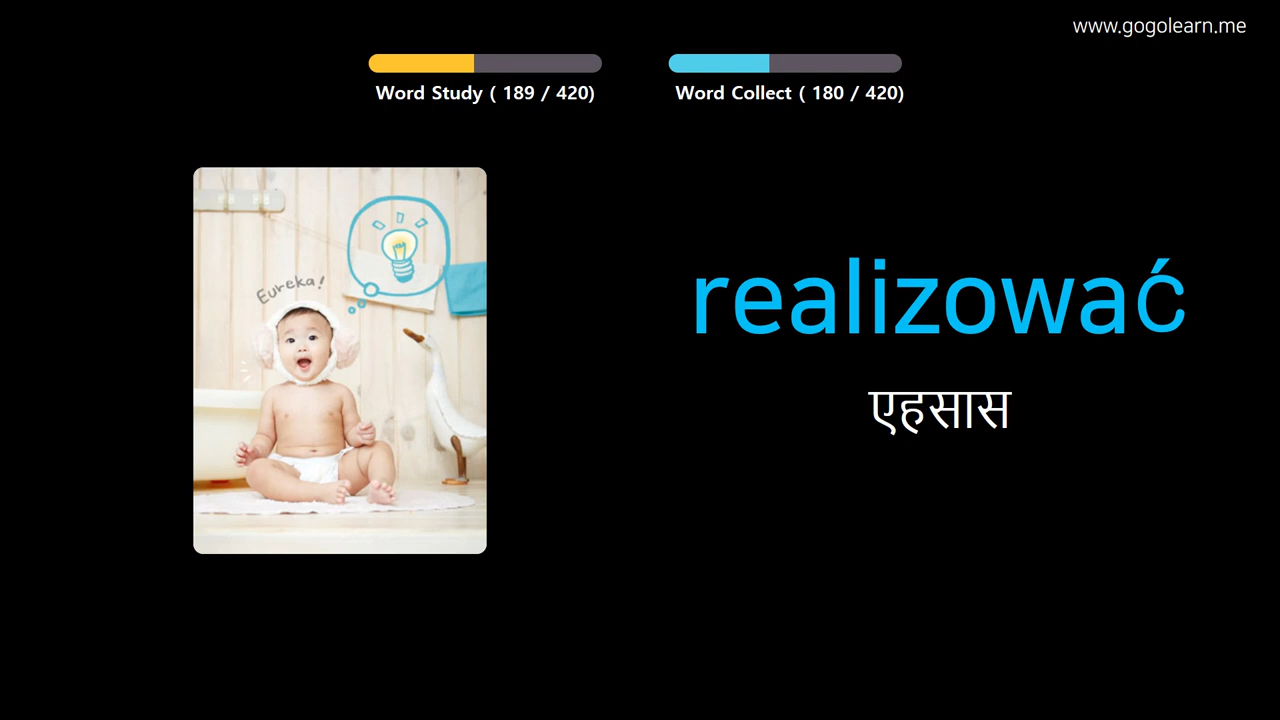 www.gogolearn.me
Word Study ( 189 / 420)
Word Collect ( 180 / 420)
Eureka!
realizować
एहसास